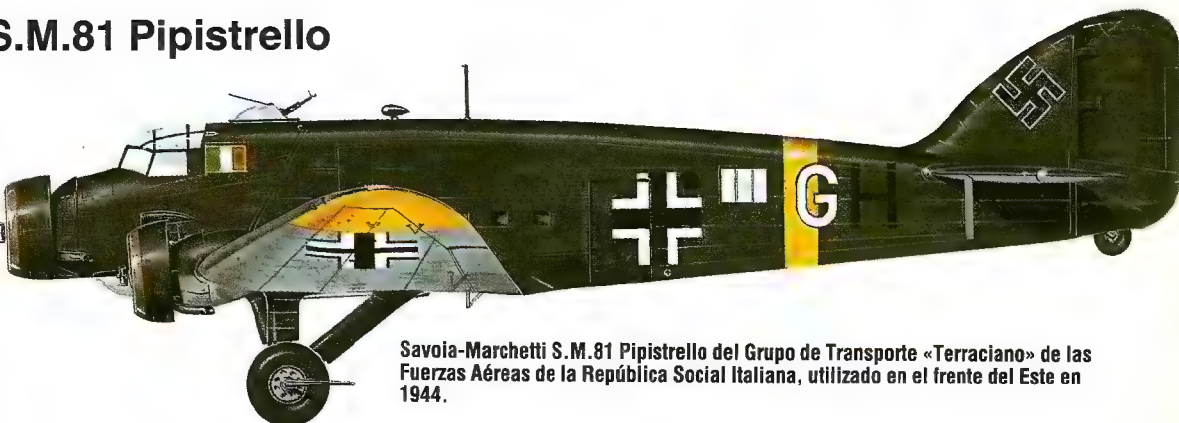 S.M.81 Pipistrello
G H
Savoia-Marchetti S.M.81 Pipistrello del Grupo de Transporte «Terraciano» de las
Fuerzas Aéreas de la República Social Italiana, utilizado en el frente del Este en
1944.